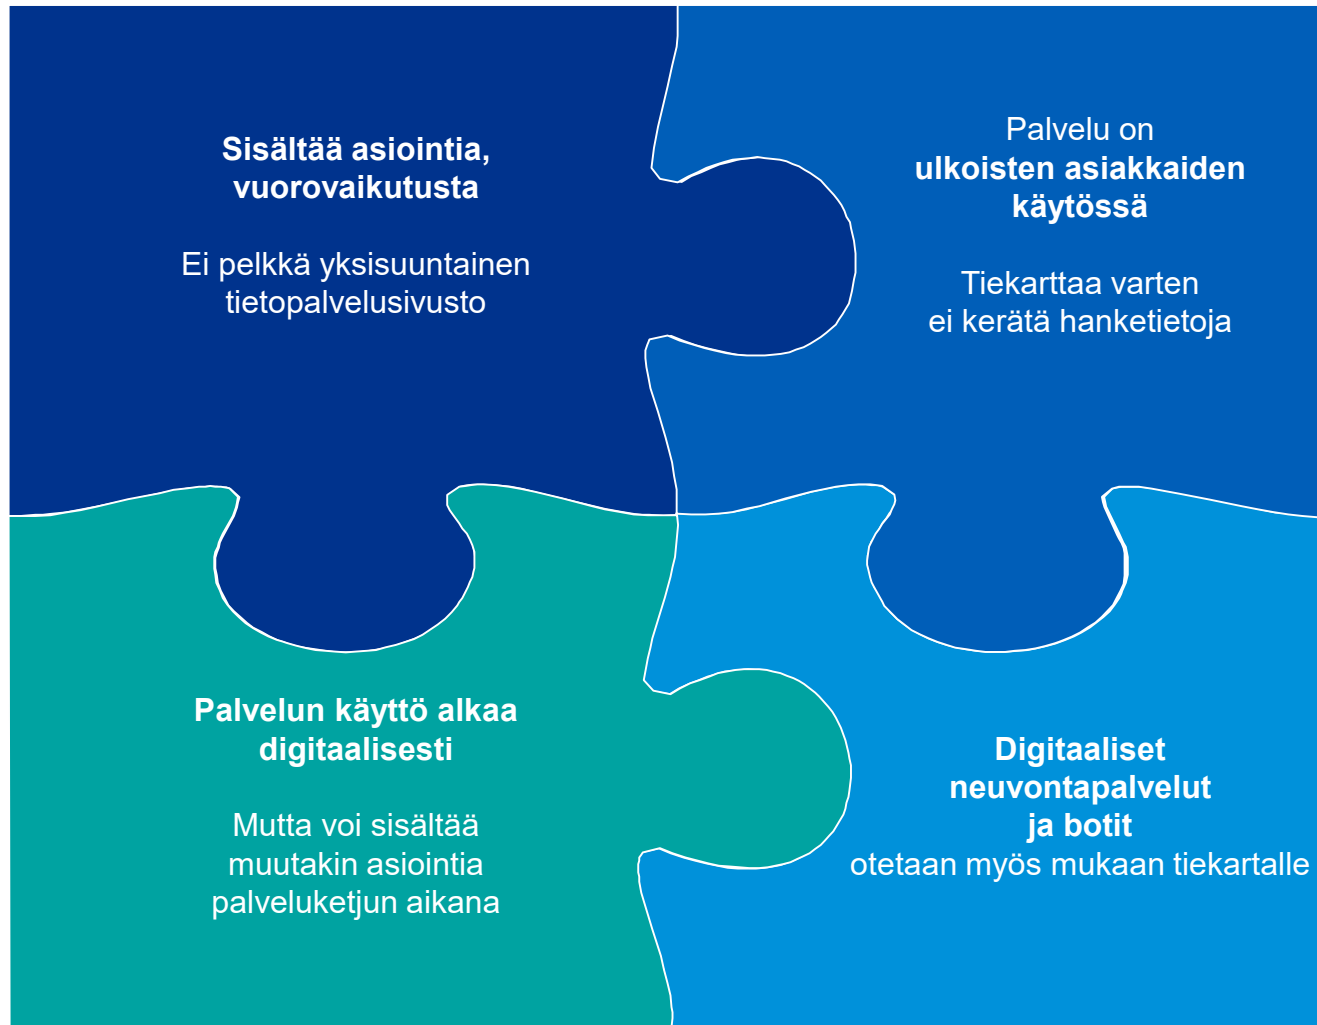 Sisältää asiointia,
vuorovaikutusta
Ei pelkkä yksisuuntainen
tietopalvelusivusto
Palvelu on
ulkoisten asiakkaiden
käytössä
Tiekarttaa varten
ei kerätä hanketietoja
Palvelun käyttö alkaa
digitaalisesti
Mutta voi sisältää
muutakin asiointia
palveluketjun aikana
Digitaaliset
neuvontapalvelut
ja botit
otetaan myös mukaan tiekartalle